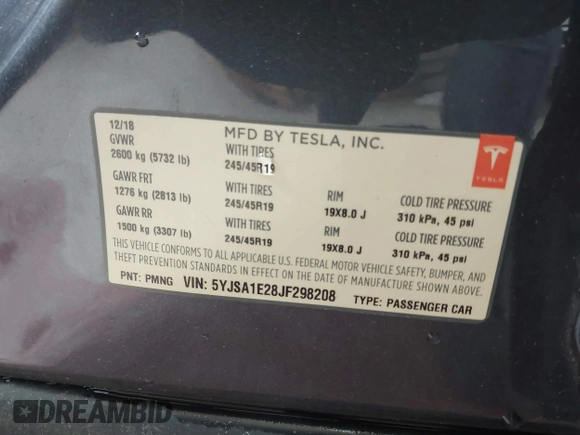 12/18
MFD BY TESLA, INC.
GVWR
2600 kg (5732 lb)
WITH TIRES
245/45R19
GAWR FRT
1276 kg (2813 lb)
WITH TIRES
245/45R19
RIM
19X8.0 J
COLD TIRE PRESSURE
310 kPa, 45 psi
GAWR RR
1500 kg (3307 lb)
WITH TIRES
245/45R19
RIM
19X8.0 J
COLD TIRE PRESSURE
310 kPa, 45 psi
THIS VEHICLE CONFORMS TO ALL APPLICABLE U.S. FEDERAL MOTOR VEHICLE SAFETY, BUMPER, AND
THEFT PREVENTION STANDARDS IN EFFECT ON THE DATE OF MANUFACTURE SHOWN ABOVE.
PNT: PMNG VIN: 5YJSA1E28JF298208 TYPE: PASSENGER CAR
TESLA
DREAMBID